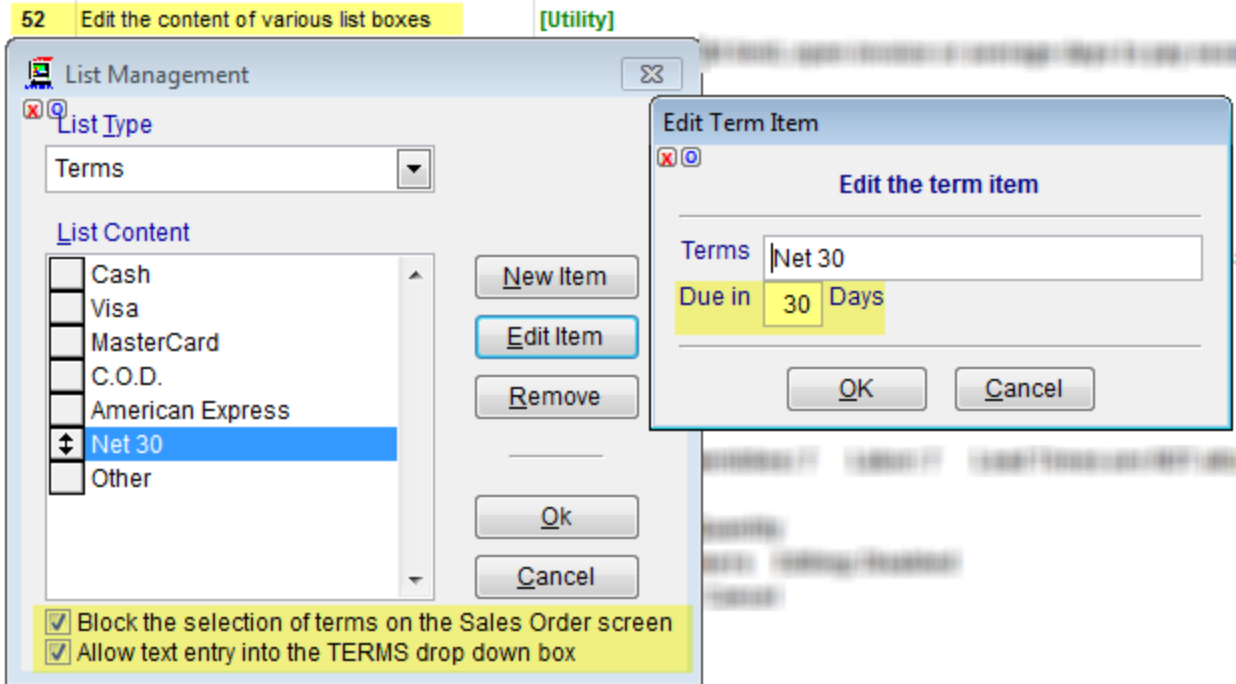 52 Edit the content of various list boxes [Utility]
List Management
X O
List Type
Terms
List Content
Cash
Visa
MasterCard
C.O.D.
American Express
Net 30
Other
New Item
Edit Item
Remove
Ok
Cancel
Block the selection of terms on the Sales Order screen
Allow text entry into the TERMS drop down box
Edit Term Item
X O
Edit the term item
Terms Net 30
Due in 30 Days
OK Cancel